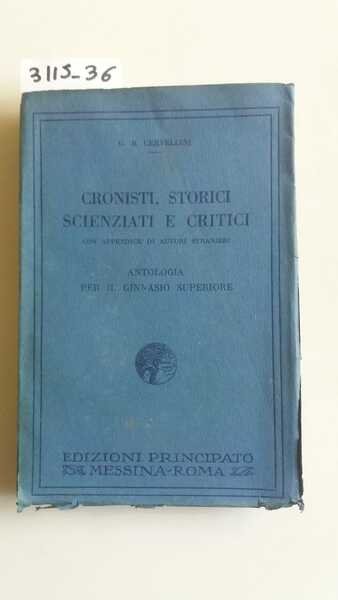 3115_36
G. B. CERVELLINI
CRONISTI, STORICI
SCIENZIATI E CRITICI
CON APPENDICE DI AUTORI STRANIERI
ANTOLOGIA
PER IL GINNASIO SUPERIORE
EDIZIONI PRINCIPATO
MESSINA-ROMA